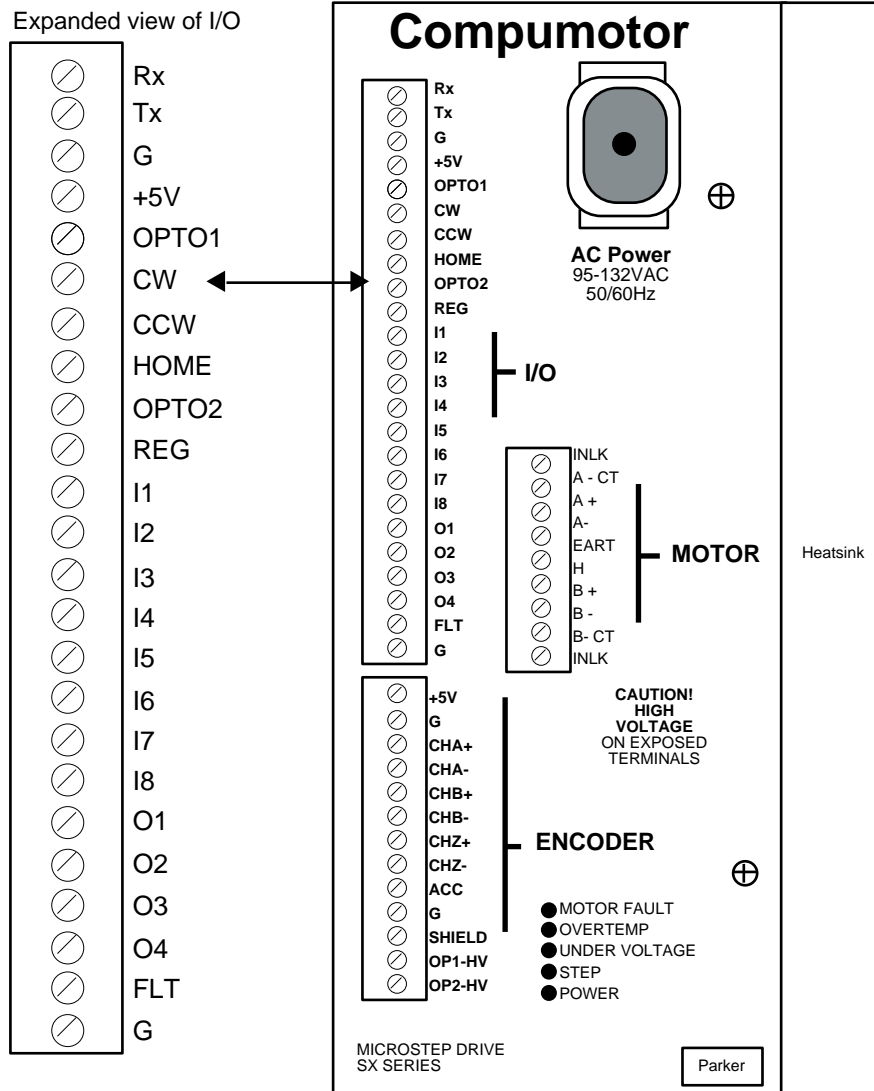 Expanded view of I/O
Rx
Tx
G
+5V
OPTO1
CW
CCW
HOME
OPTO2
REG
I1
I2
I3
I4
I5
I6
I7
I8
O1
O2
O3
O4
FLT
G
Compumotor
Rx
Tx
G
+5V
OPTO1
CW
CCW
HOME
OPTO2
REG
I1
I2
I3
I4
I5
I6
I7
I8
O1
O2
O3
O4
FLT
G
I/O
AC Power
95-132VAC
50/60Hz
INLK
A - CT
A +
A-
EART
H
B +
B -
B- CT
INLK
MOTOR
Heatsink
CAUTION!
HIGH
VOLTAGE
ON EXPOSED
TERMINALS
+5V
G
CHA+
CHA-
CHB+
CHB-
CHZ+
CHZ-
ACC
G
SHIELD
OP1-HV
OP2-HV
ENCODER
MOTOR FAULT
OVERTEMP
UNDER VOLTAGE
STEP
POWER
MICROSTEP DRIVE
SX SERIES
Parker